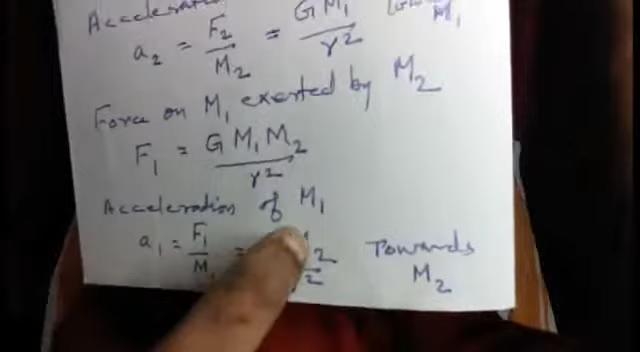 Acceleration
a₂ = F₂/M₂ = GM₁/r² M₁
Force on M₁ exerted by M₂
F₁ = GM₁M₂/r²
Acceleration of M₁
a₁ = F₁/M₁ = Towards
M₂